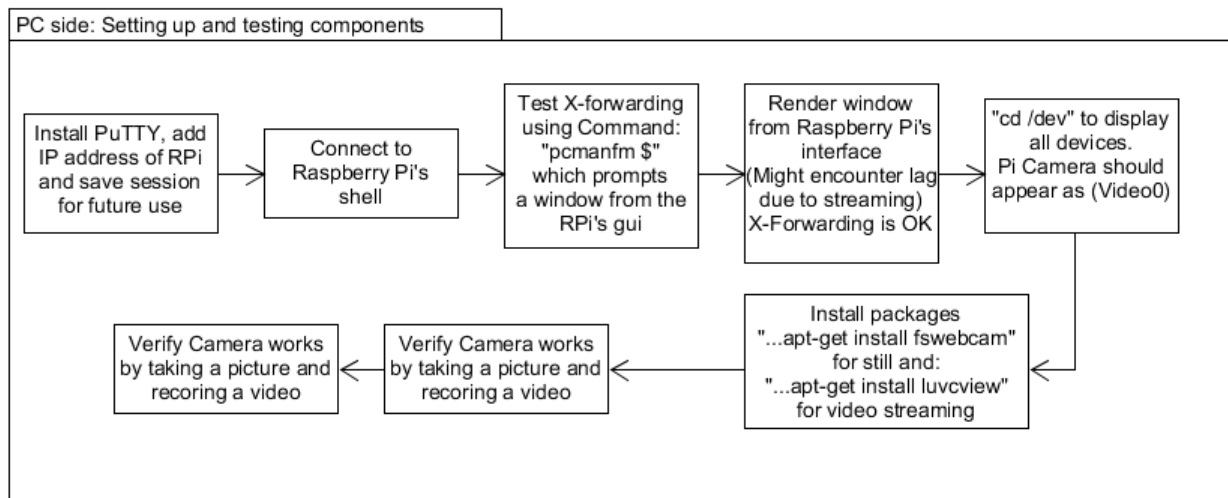 PC side: Setting up and testing components
Install PuTTY, add
IP address of RPi
and save session
for future use
Connect to
Raspberry Pi's
shell
Test X-forwarding
using Command:
"pcmanfm $"
which prompts
a window from the
RPi's gui
Render window
from Raspberry Pi's
interface
(Might encounter lag
due to streaming)
X-Forwarding is OK
"cd /dev" to display
all devices.
Pi Camera should
appear as (Video0)
Install packages
"...apt-get install fswebcam"
for still and:
"...apt-get install luvcview"
for video streaming
Verify Camera works
by taking a picture and
recoring a video
Verify Camera works
by taking a picture and
recoring a video